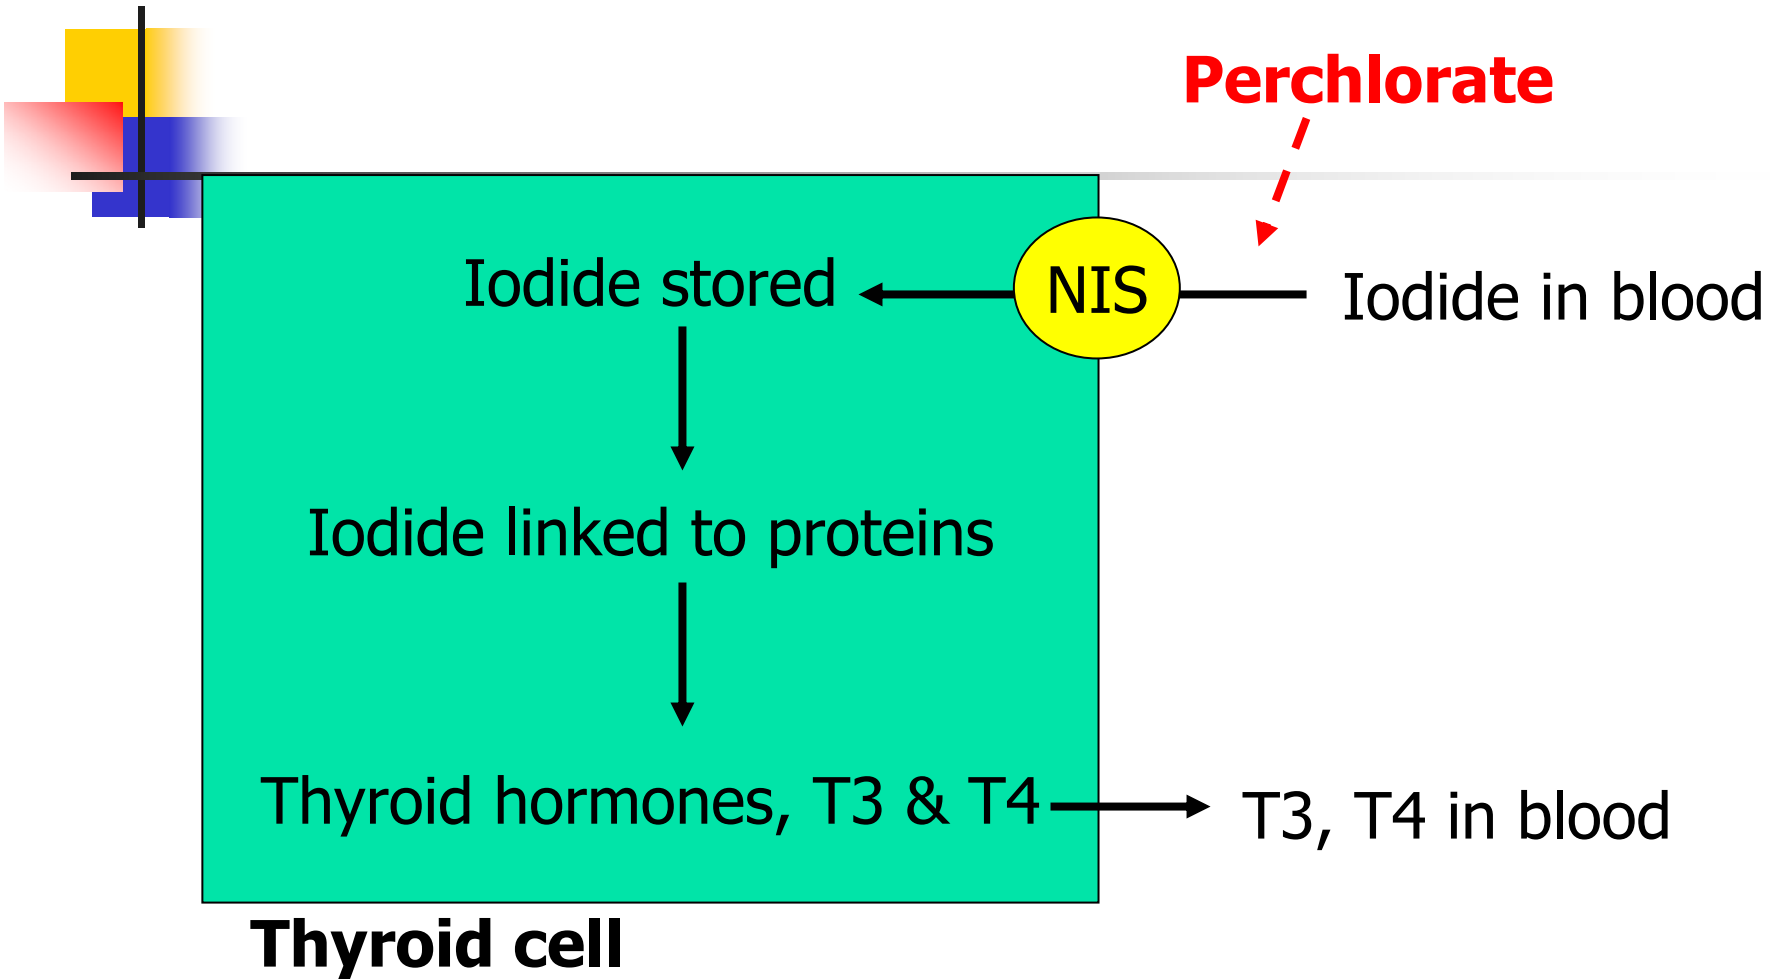 Perchlorate
Iodide stored
NIS
Iodide in blood
Iodide linked to proteins
Thyroid hormones, T3 & T4
T3, T4 in blood
Thyroid cell